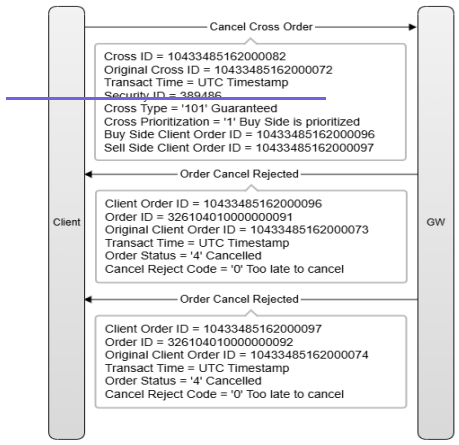 Cancel Cross Order
Cross ID = 10433485162000082
Original Cross ID = 10433485162000072
Transact Time = UTC Timestamp
Security ID = 389486
Cross Type = '101' Guaranteed
Cross Prioritization = '1' Buy Side is prioritized
Buy Side Client Order ID = 10433485162000096
Sell Side Client Order ID = 10433485162000097
Order Cancel Rejected
Client Order ID = 10433485162000096
Order ID = 326104010000000091
Original Client Order ID = 10433485162000073
Transact Time = UTC Timestamp
Order Status = '4' Cancelled
Cancel Reject Code = '0' Too late to cancel
Client
GW
Order Cancel Rejected
Client Order ID = 10433485162000097
Order ID = 326104010000000092
Original Client Order ID = 10433485162000074
Transact Time = UTC Timestamp
Order Status = '4' Cancelled
Cancel Reject Code = '0' Too late to cancel